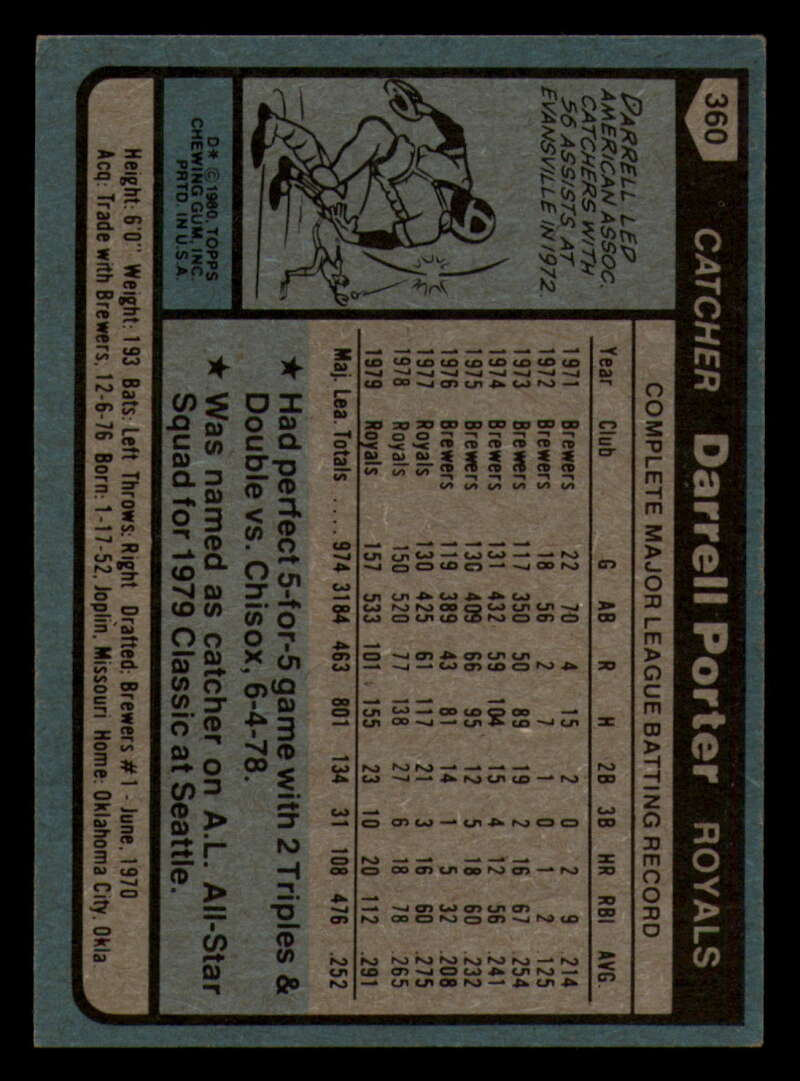 360
CATCHER Darrell Porter ROYALS
DARRELL LED
AMERICAN ASSOC.
CATCHERS WITH
56 ASSISTS AT
EVANSVILLE IN 1972.
D* © 1980, TOPPS
CHEWING GUM, INC.
PRTD. IN U.S.A.
COMPLETE MAJOR LEAGUE BATTING RECORD
Year Club G AB R H 2B 3B HR RBI AVG.
1971 Brewers 22 70 4 15 2 0 2 9 .214
1972 Brewers 18 56 2 7 1 0 1 2 .125
1973 Brewers 117 350 50 89 19 2 16 67 .254
1974 Brewers 131 432 59 104 15 4 12 56 .241
1975 Brewers 130 409 66 95 12 5 18 60 .232
1976 Brewers 119 389 43 81 14 1 5 32 .208
1977 Royals 130 425 61 117 21 3 16 60 .275
1978 Royals 150 520 77 138 27 6 18 78 .265
1979 Royals 157 533 101 155 23 10 20 112 .291
Maj. Lea. Totals .... 974 3184 463 801 134 31 108 476 .252
★ Had perfect 5-for-5 game with 2 Triples &
Double vs. Chisox, 6-4-78.
★ Was named as catcher on A.L. All-Star
Squad for 1979 Classic at Seattle.
Height: 6'0" Weight: 193 Bats: Left Throws: Right Drafted: Brewers #1 - June, 1970
Acq: Trade with Brewers, 12-6-76 Born: 1-17-52, Joplin, Missouri Home: Oklahoma City, Okla